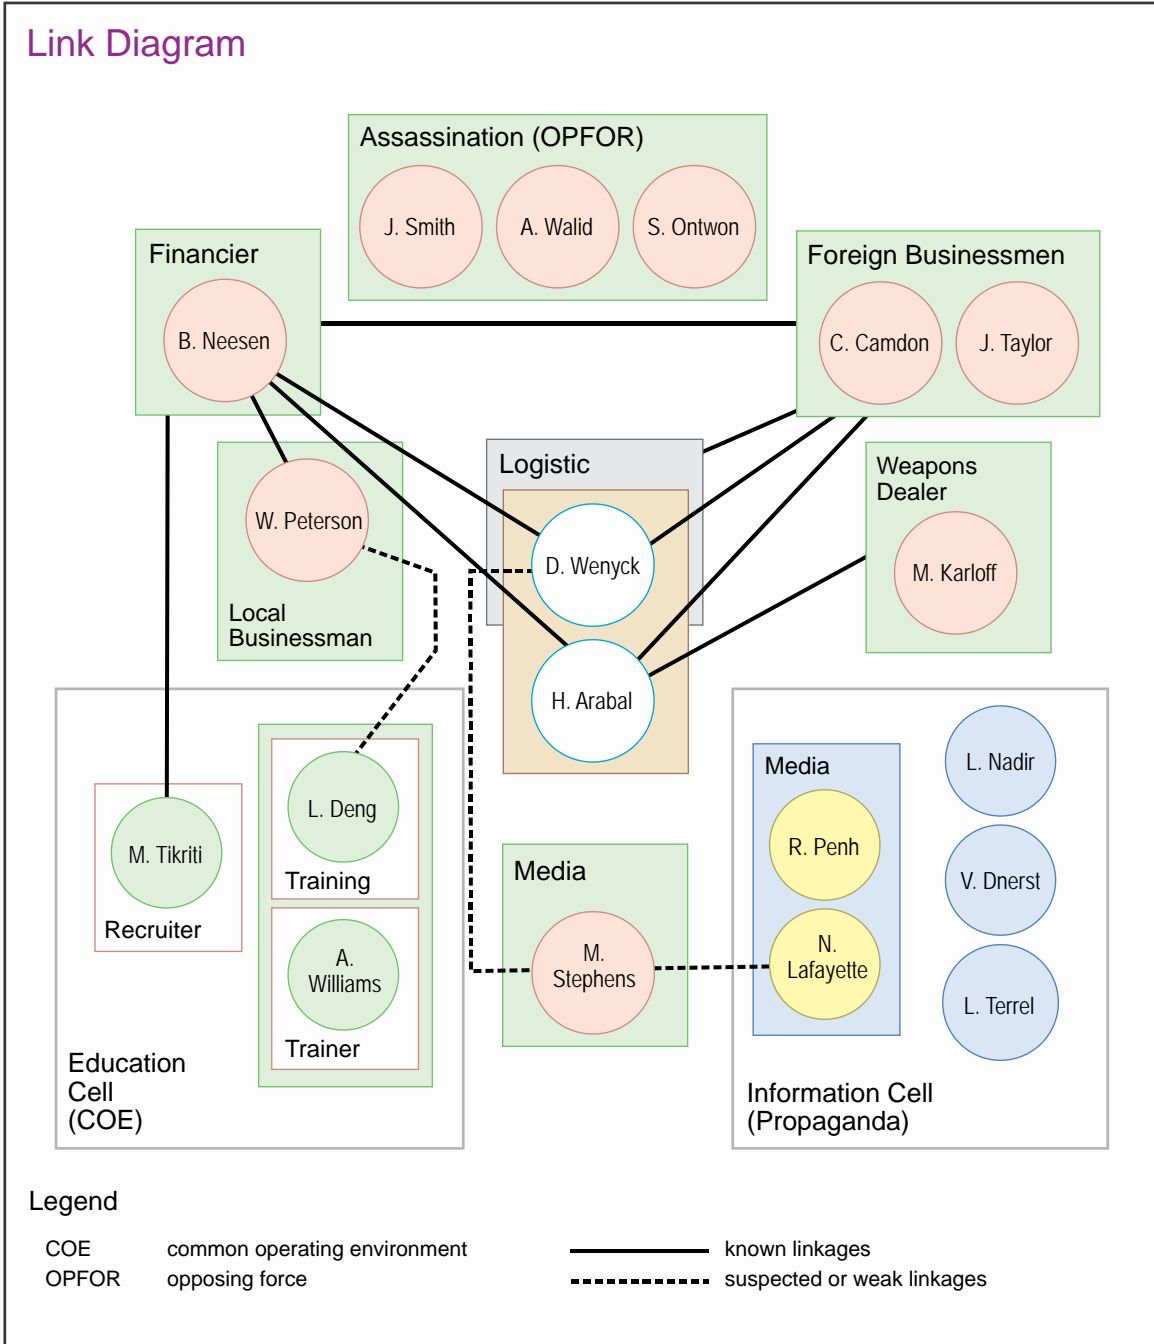 Link Diagram
Assassination (OPFOR)
J. Smith
A. Walid
S. Ontwon
Financier
B. Neesen
Foreign Businessmen
C. Camdon
J. Taylor
Logistic
D. Wenyck
H. Arabal
W. Peterson
Local
Businessman
Weapons
Dealer
M. Karloff
L. Deng
Training
M. Tikriti
Recruiter
A.
Williams
Trainer
Education
Cell
(COE)
Media
M.
Stephens
Media
R. Penh
N.
Lafayette
L. Nadir
V. Dnerst
L. Terrel
Information Cell
(Propaganda)
Legend
COE common operating environment
OPFOR opposing force
known linkages
suspected or weak linkages